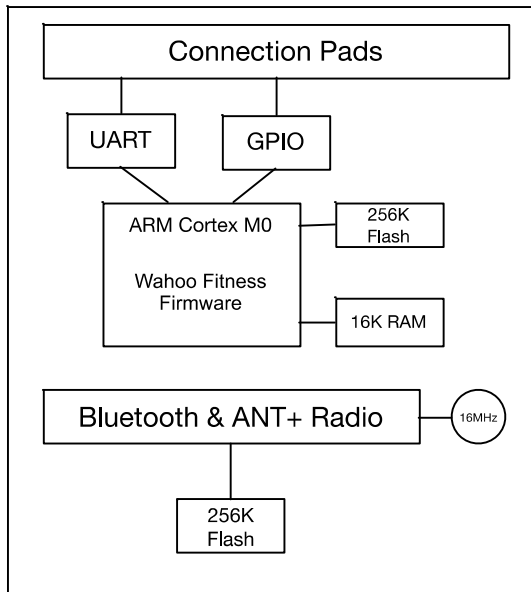 Connection Pads
UART
GPIO
ARM Cortex M0
256K
Flash
Wahoo Fitness
Firmware
16K RAM
Bluetooth & ANT+ Radio
16MHz
256K
Flash